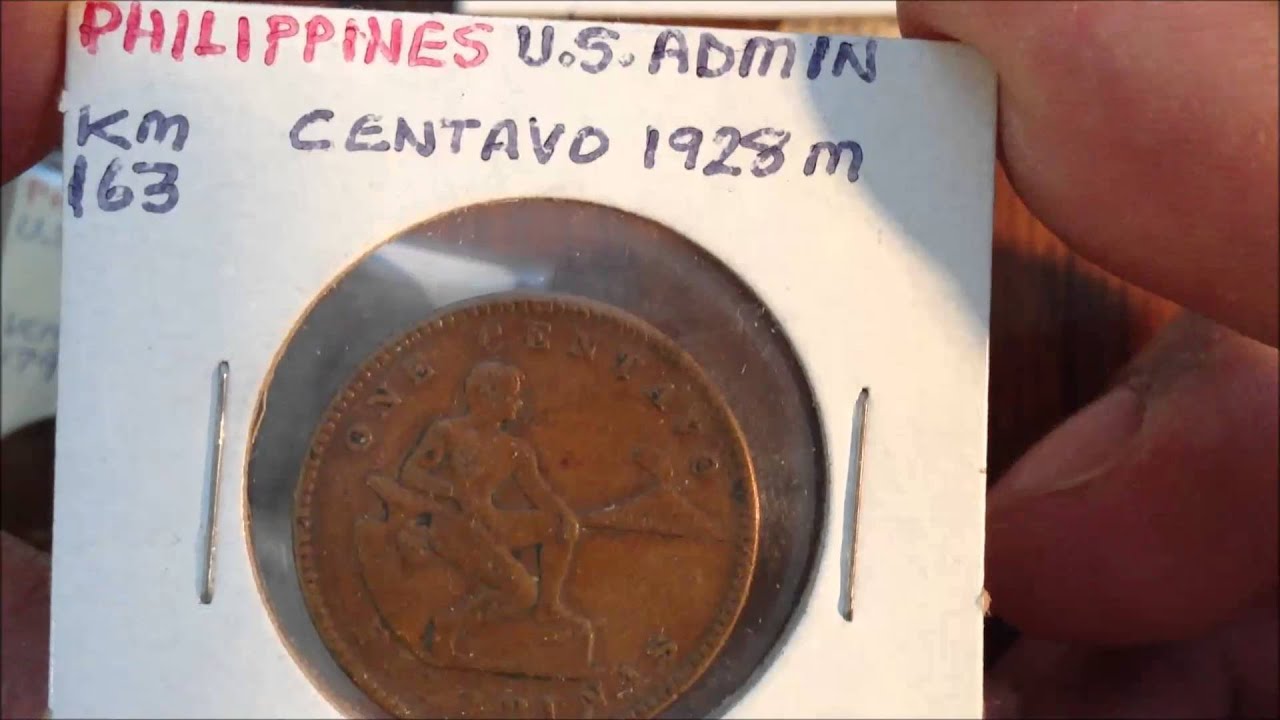 PHILIPPINES U.S. ADMIN
KM CENTAVO 1928 m
163
ONE CENTAVO